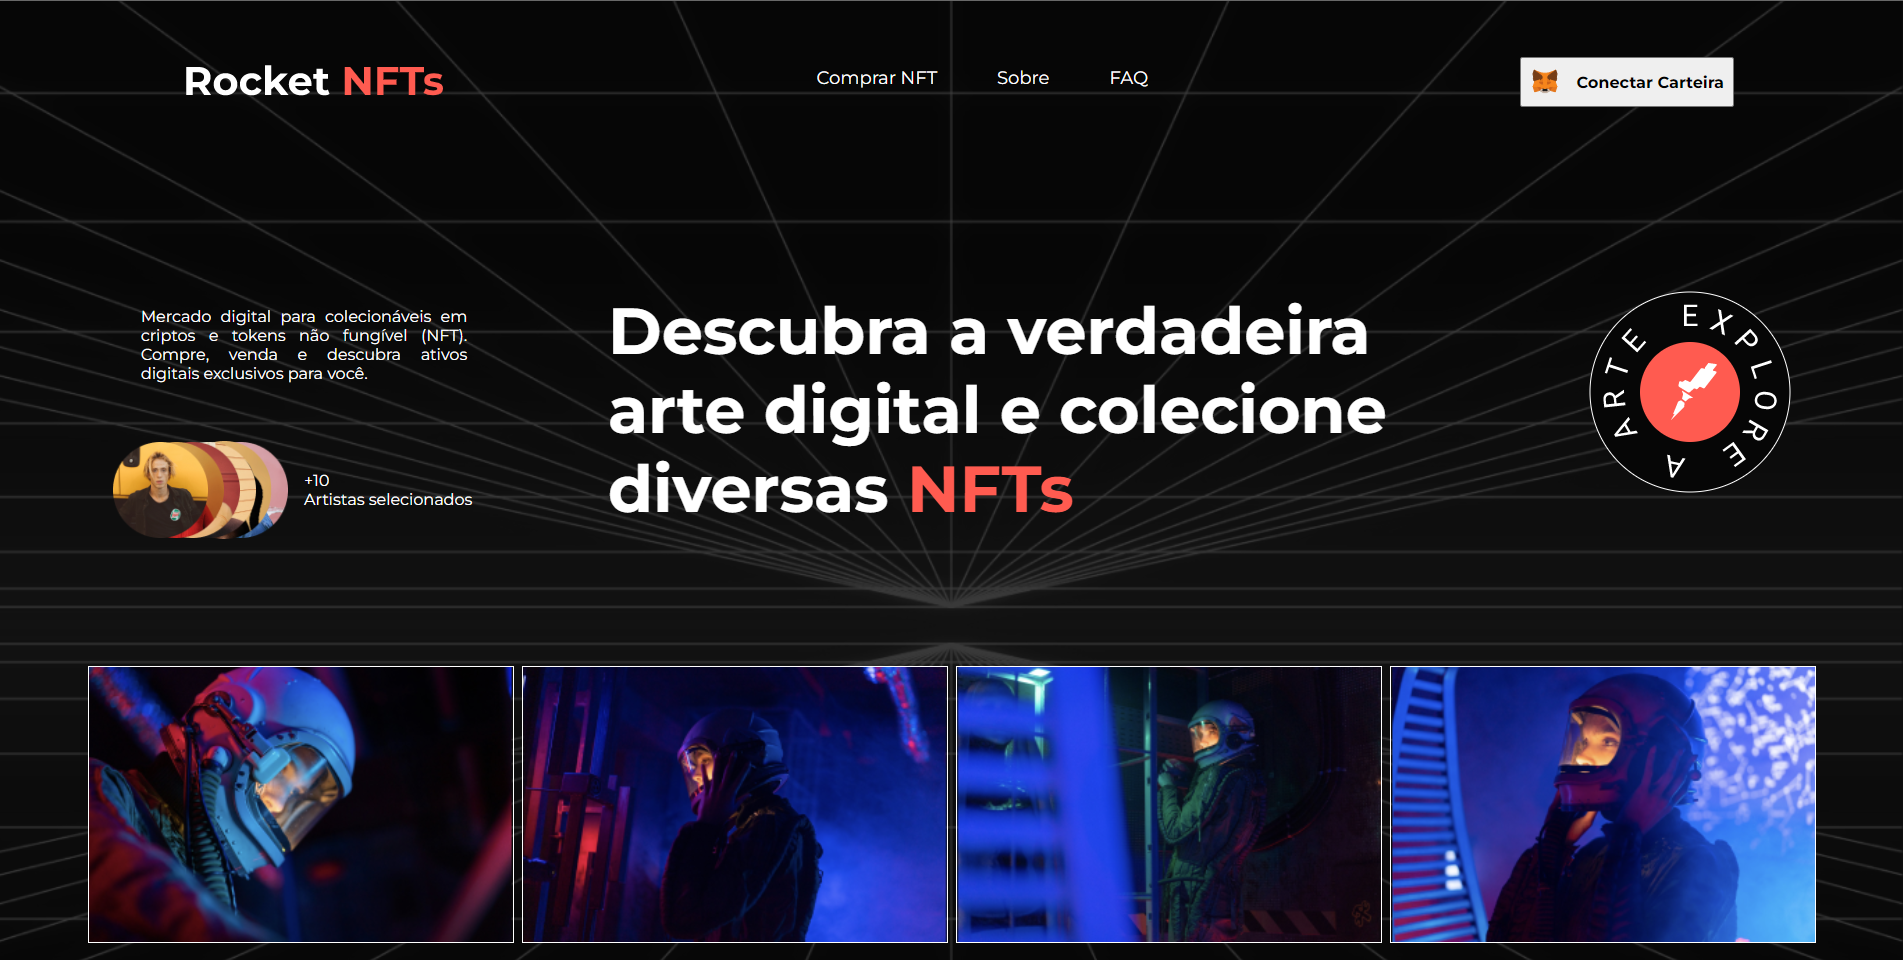 Rocket NFTs
Comprar NFT
Sobre
FAQ
Conectar Carteira
Mercado digital para colecionáveis em
criptos e tokens não fungível (NFT).
Compre, venda e descubra ativos
digitais exclusivos para você.
+10
Artistas selecionados
Descubra a verdadeira
arte digital e colecione
diversas NFTs
EXPLORE A ARTE